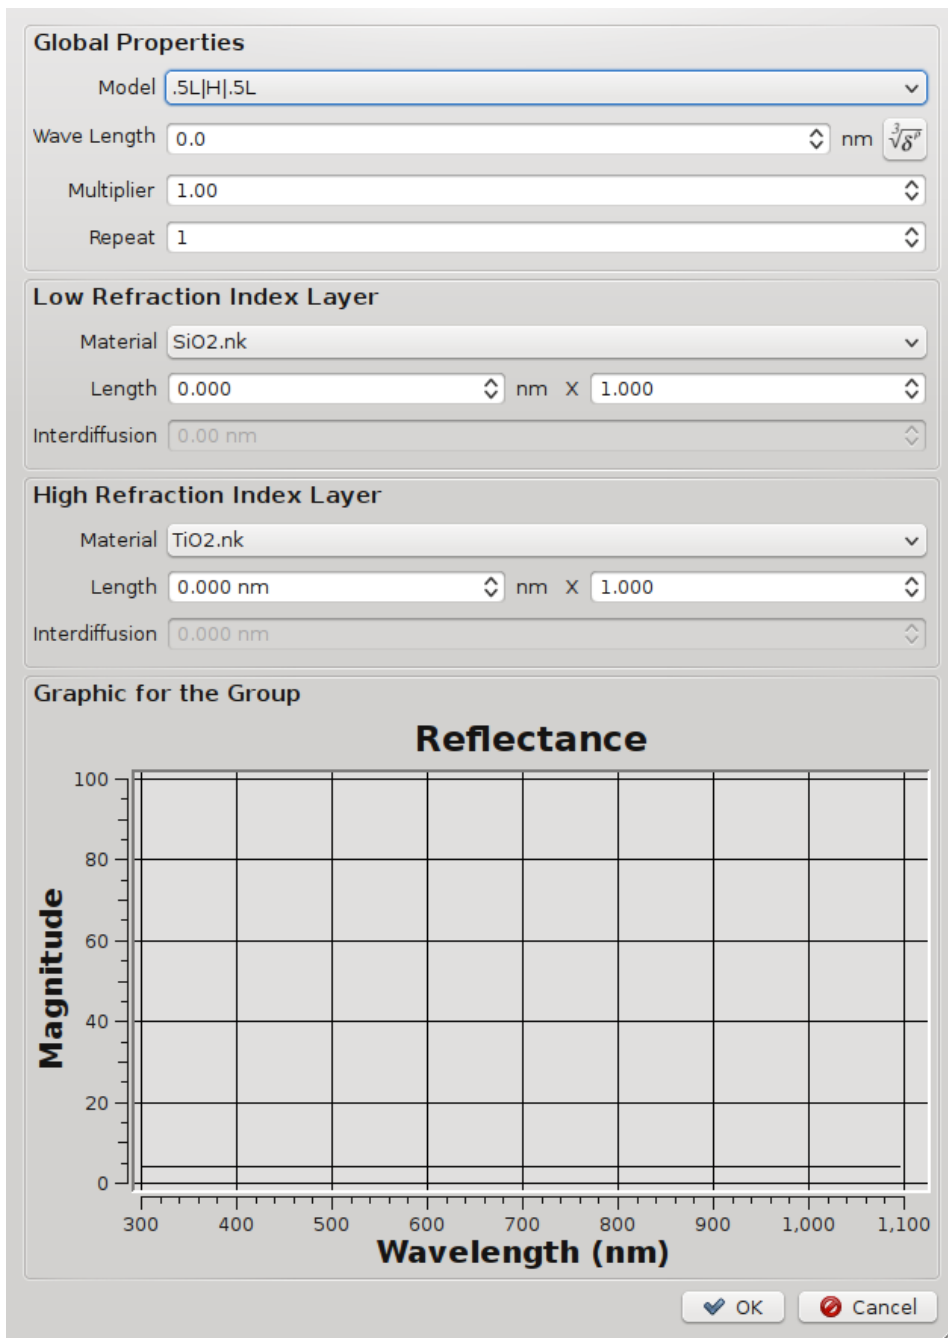 Global Properties
Model .5L|H|.5L
Wave Length 0.0 nm ∛δᵖ
Multiplier 1.00
Repeat 1
Low Refraction Index Layer
Material SiO2.nk
Length 0.000 nm X 1.000
Interdiffusion 0.00 nm
High Refraction Index Layer
Material TiO2.nk
Length 0.000 nm nm X 1.000
Interdiffusion 0.000 nm
Graphic for the Group
Reflectance
100
80
60
40
20
0
Magnitude
300 400 500 600 700 800 900 1,000 1,100
Wavelength (nm)
OK Cancel